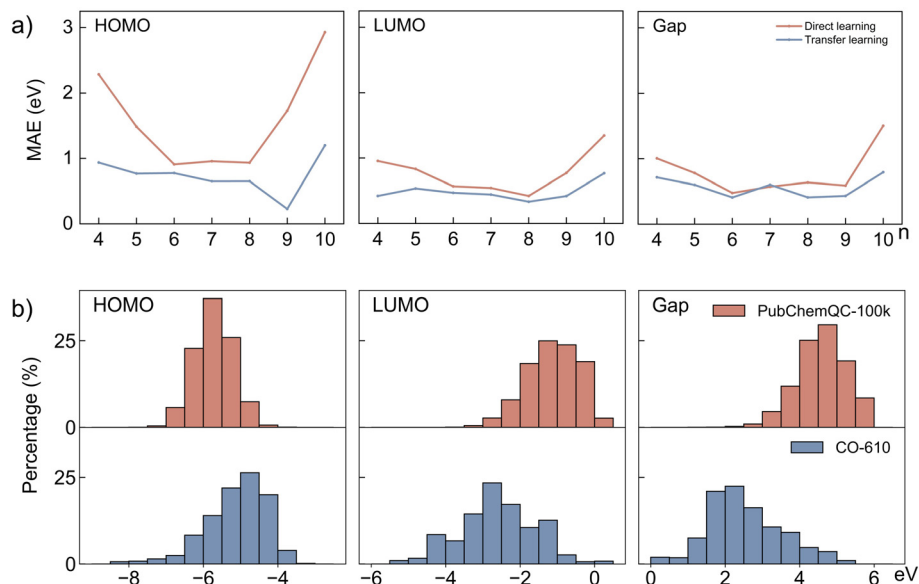 a)
HOMO
LUMO
Gap
Direct learning
Transfer learning
MAE (eV)
3
2
1
0
4 5 6 7 8 9 10
4 5 6 7 8 9 10
4 5 6 7 8 9 10 n
b)
HOMO
LUMO
Gap
PubChemQC-100k
Percentage (%)
25
0
CO-610
25
0
−8 −6 −4
−6 −4 −2 0
0 2 4 6 eV